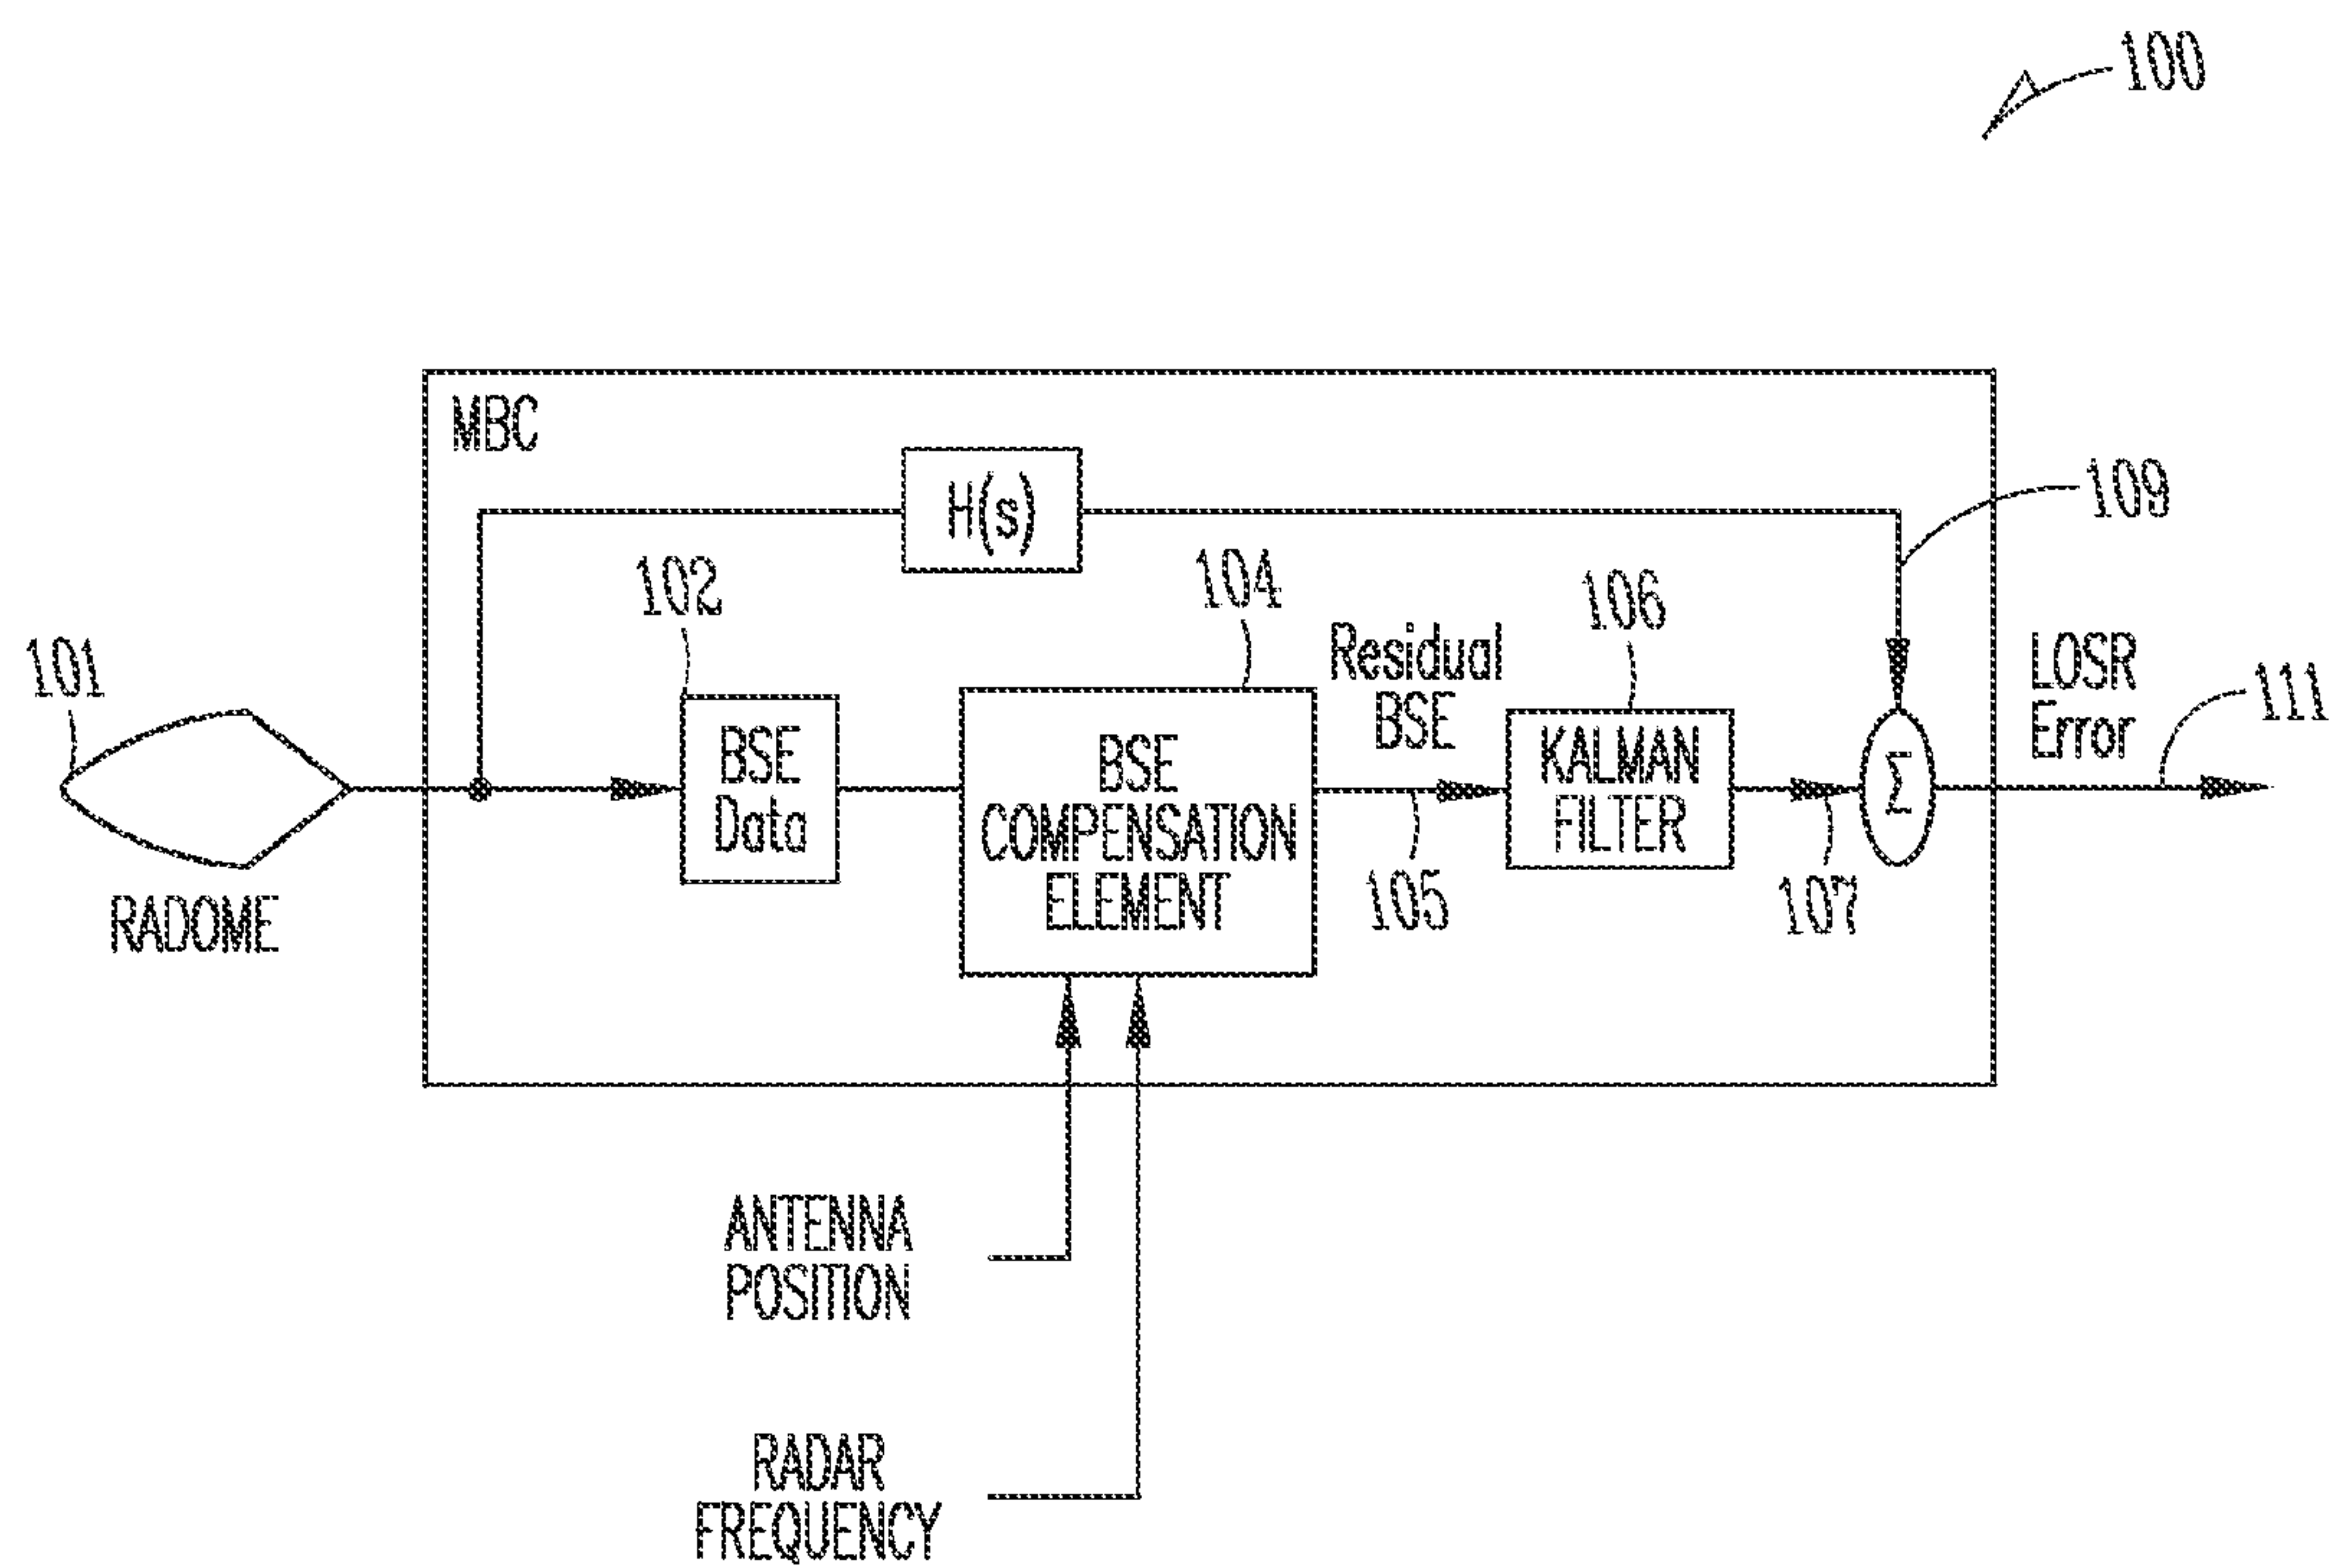 100
MBC
H(s)
109
101
RADOME
102
BSE
Data
104
BSE
COMPENSATION
ELEMENT
Residual
BSE
105
106
KALMAN
FILTER
107
Σ
LOSR
Error
111
ANTENNA
POSITION
RADAR
FREQUENCY